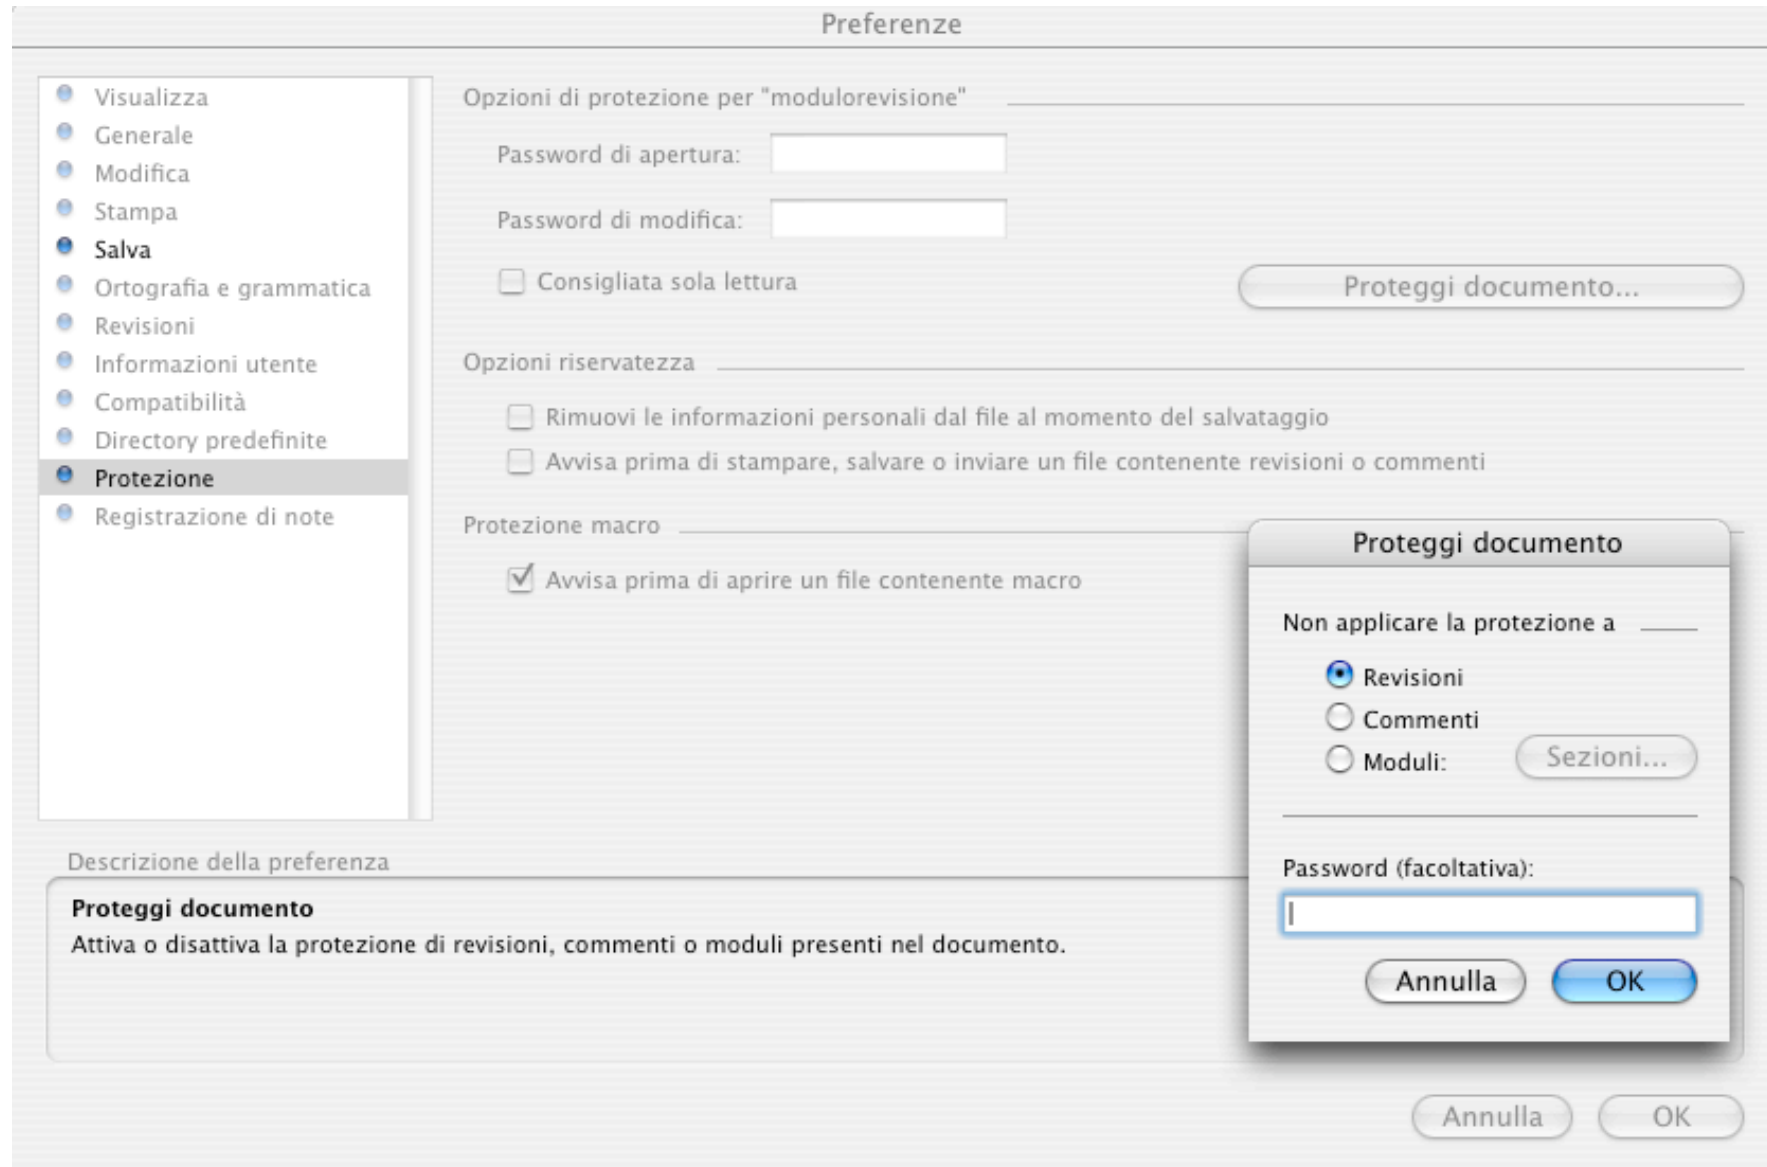 Preferenze
Visualizza
Generale
Modifica
Stampa
Salva
Ortografia e grammatica
Revisioni
Informazioni utente
Compatibilità
Directory predefinite
Protezione
Registrazione di note
Opzioni di protezione per "modulorevisione"
Password di apertura:
Password di modifica:
Consigliata sola lettura
Proteggi documento...
Opzioni riservatezza
Rimuovi le informazioni personali dal file al momento del salvataggio
Avvisa prima di stampare, salvare o inviare un file contenente revisioni o commenti
Protezione macro
Avvisa prima di aprire un file contenente macro
Proteggi documento
Non applicare la protezione a
Revisioni
Commenti
Moduli:
Sezioni...
Password (facoltativa):
Annulla
OK
Descrizione della preferenza
Proteggi documento
Attiva o disattiva la protezione di revisioni, commenti o moduli presenti nel documento.
Annulla
OK